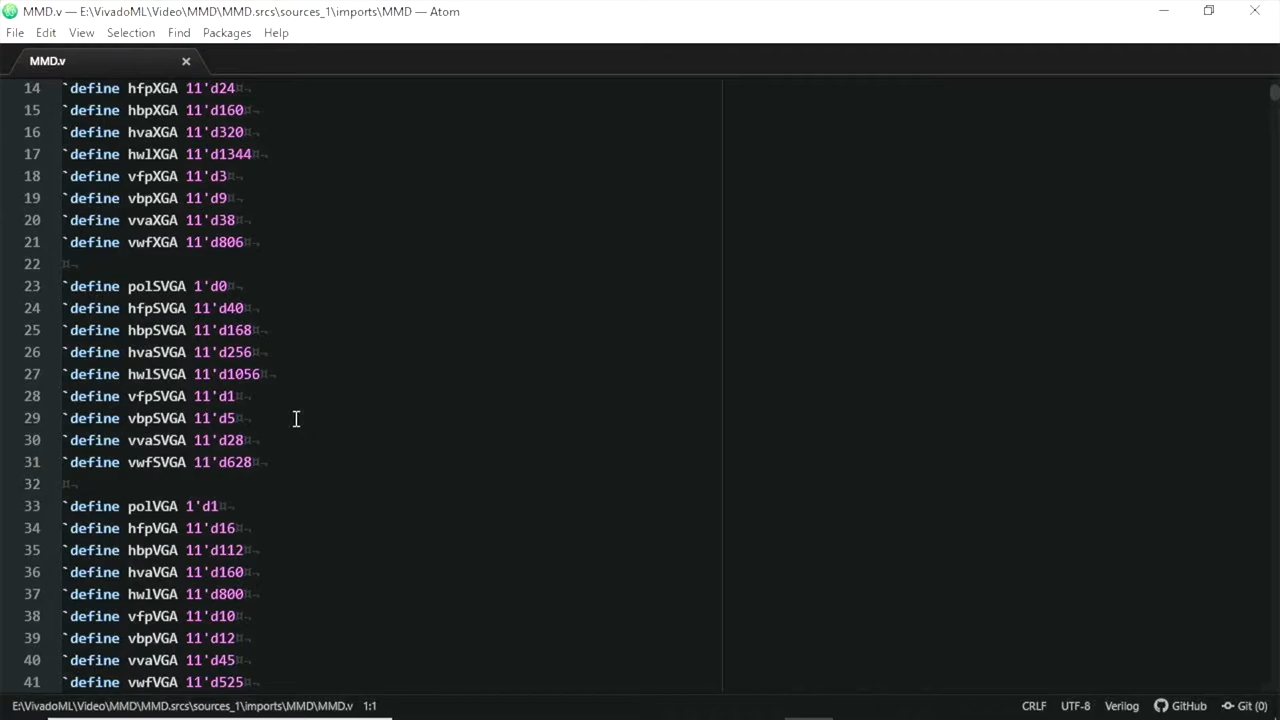 MMD.v — E:\VivadoML\Video\MMD\MMD.srcs\sources_1\imports\MMD — Atom
File Edit View Selection Find Packages Help
MMD.v
14 `define hfpXGA 11'd24
15 `define hbpXGA 11'd160
16 `define hvaXGA 11'd320
17 `define hwlXGA 11'd1344
18 `define vfpXGA 11'd3
19 `define vbpXGA 11'd9
20 `define vvaXGA 11'd38
21 `define vwfXGA 11'd806
22
23 `define polSVGA 1'd0
24 `define hfpSVGA 11'd40
25 `define hbpSVGA 11'd168
26 `define hvaSVGA 11'd256
27 `define hwlSVGA 11'd1056
28 `define vfpSVGA 11'd1
29 `define vbpSVGA 11'd5
30 `define vvaSVGA 11'd28
31 `define vwfSVGA 11'd628
32
33 `define polVGA 1'd1
34 `define hfpVGA 11'd16
35 `define hbpVGA 11'd112
36 `define hvaVGA 11'd160
37 `define hwlVGA 11'd800
38 `define vfpVGA 11'd10
39 `define vbpVGA 11'd12
40 `define vvaVGA 11'd45
41 `define vwfVGA 11'd525
E:\VivadoML\Video\MMD\MMD.srcs\sources_1\imports\MMD\MMD.v 1:1 CRLF UTF-8 Verilog GitHub Git (0)